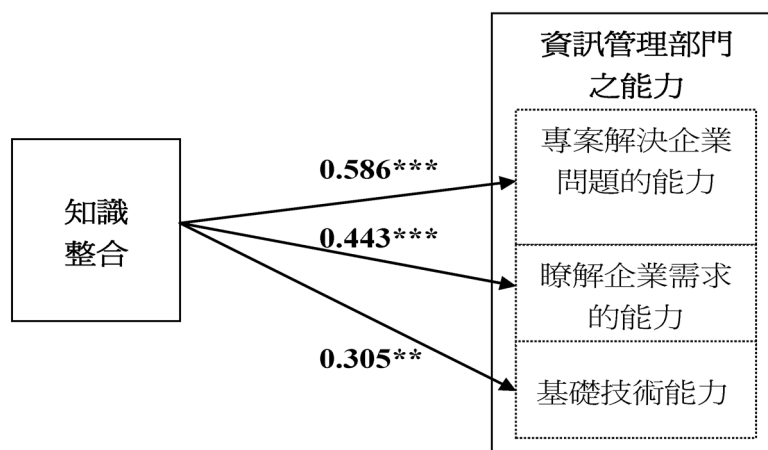 資訊管理部門
之能力
專案解決企業
問題的能力
0.586***
知識
整合
0.443***
瞭解企業需求
的能力
0.305**
基礎技術能力